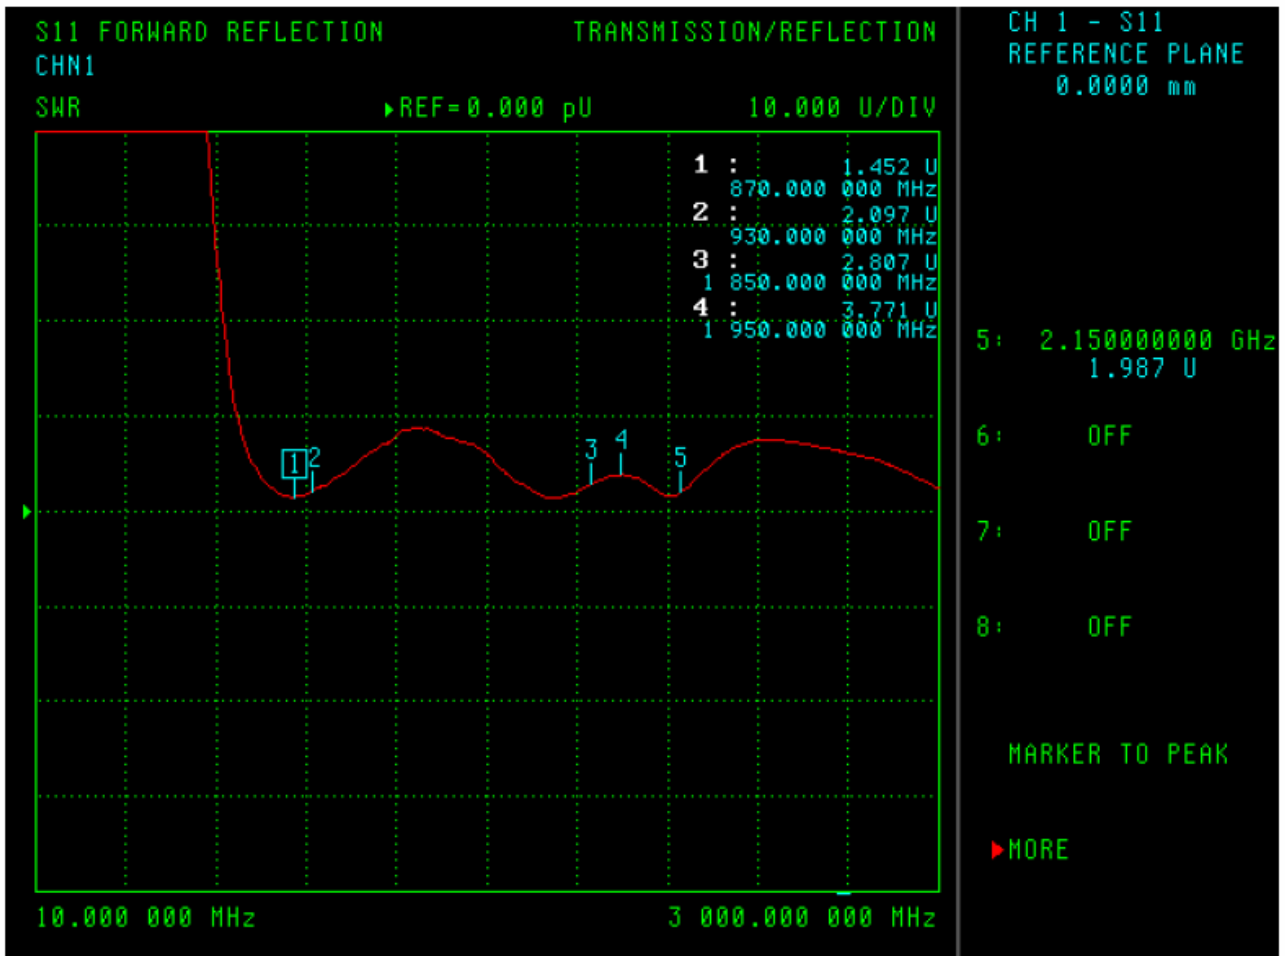 S11 FORWARD REFLECTION TRANSMISSION/REFLECTION
CHN1
SWR ▸REF=0.000 pU 10.000 U/DIV
1 : 1.452 U
870.000 000 MHz
2 : 2.097 U
930.000 000 MHz
3 : 2.807 U
1 850.000 000 MHz
4 : 3.771 U
1 950.000 000 MHz
1 2 3 4 5
10.000 000 MHz 3 000.000 000 MHz
CH 1 - S11
REFERENCE PLANE
0.0000 mm
5: 2.150000000 GHz
1.987 U
6: OFF
7: OFF
8: OFF
MARKER TO PEAK
MORE